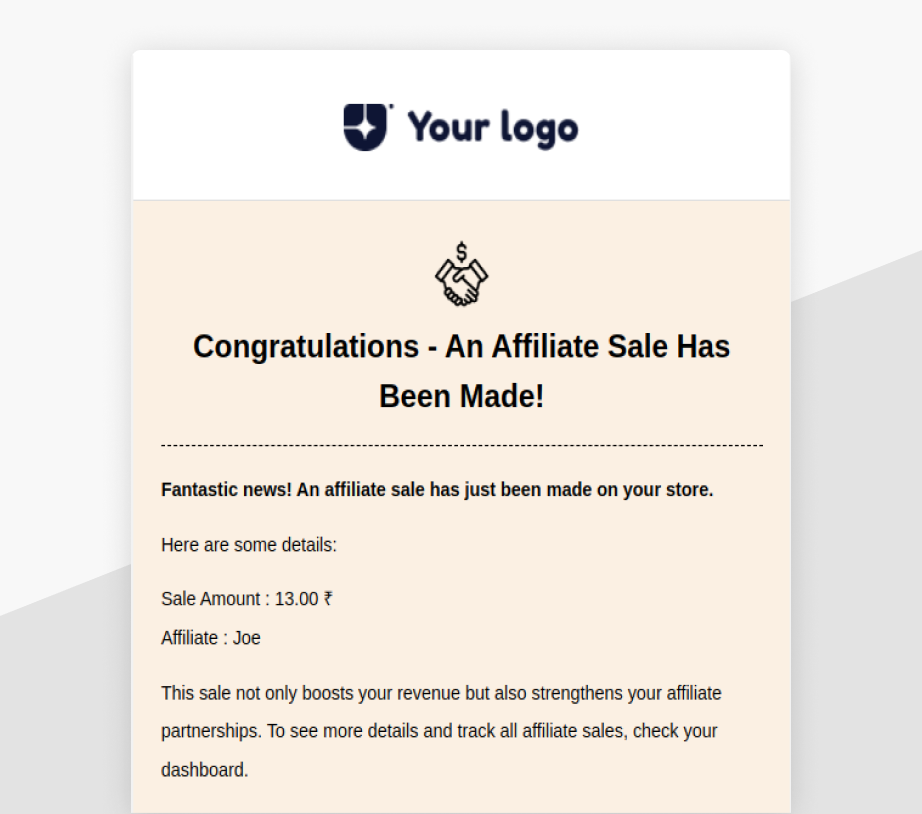 Your logo
$
Congratulations - An Affiliate Sale Has
Been Made!
Fantastic news! An affiliate sale has just been made on your store.
Here are some details:
Sale Amount : 13.00 ₹
Affiliate : Joe
This sale not only boosts your revenue but also strengthens your affiliate
partnerships. To see more details and track all affiliate sales, check your
dashboard.